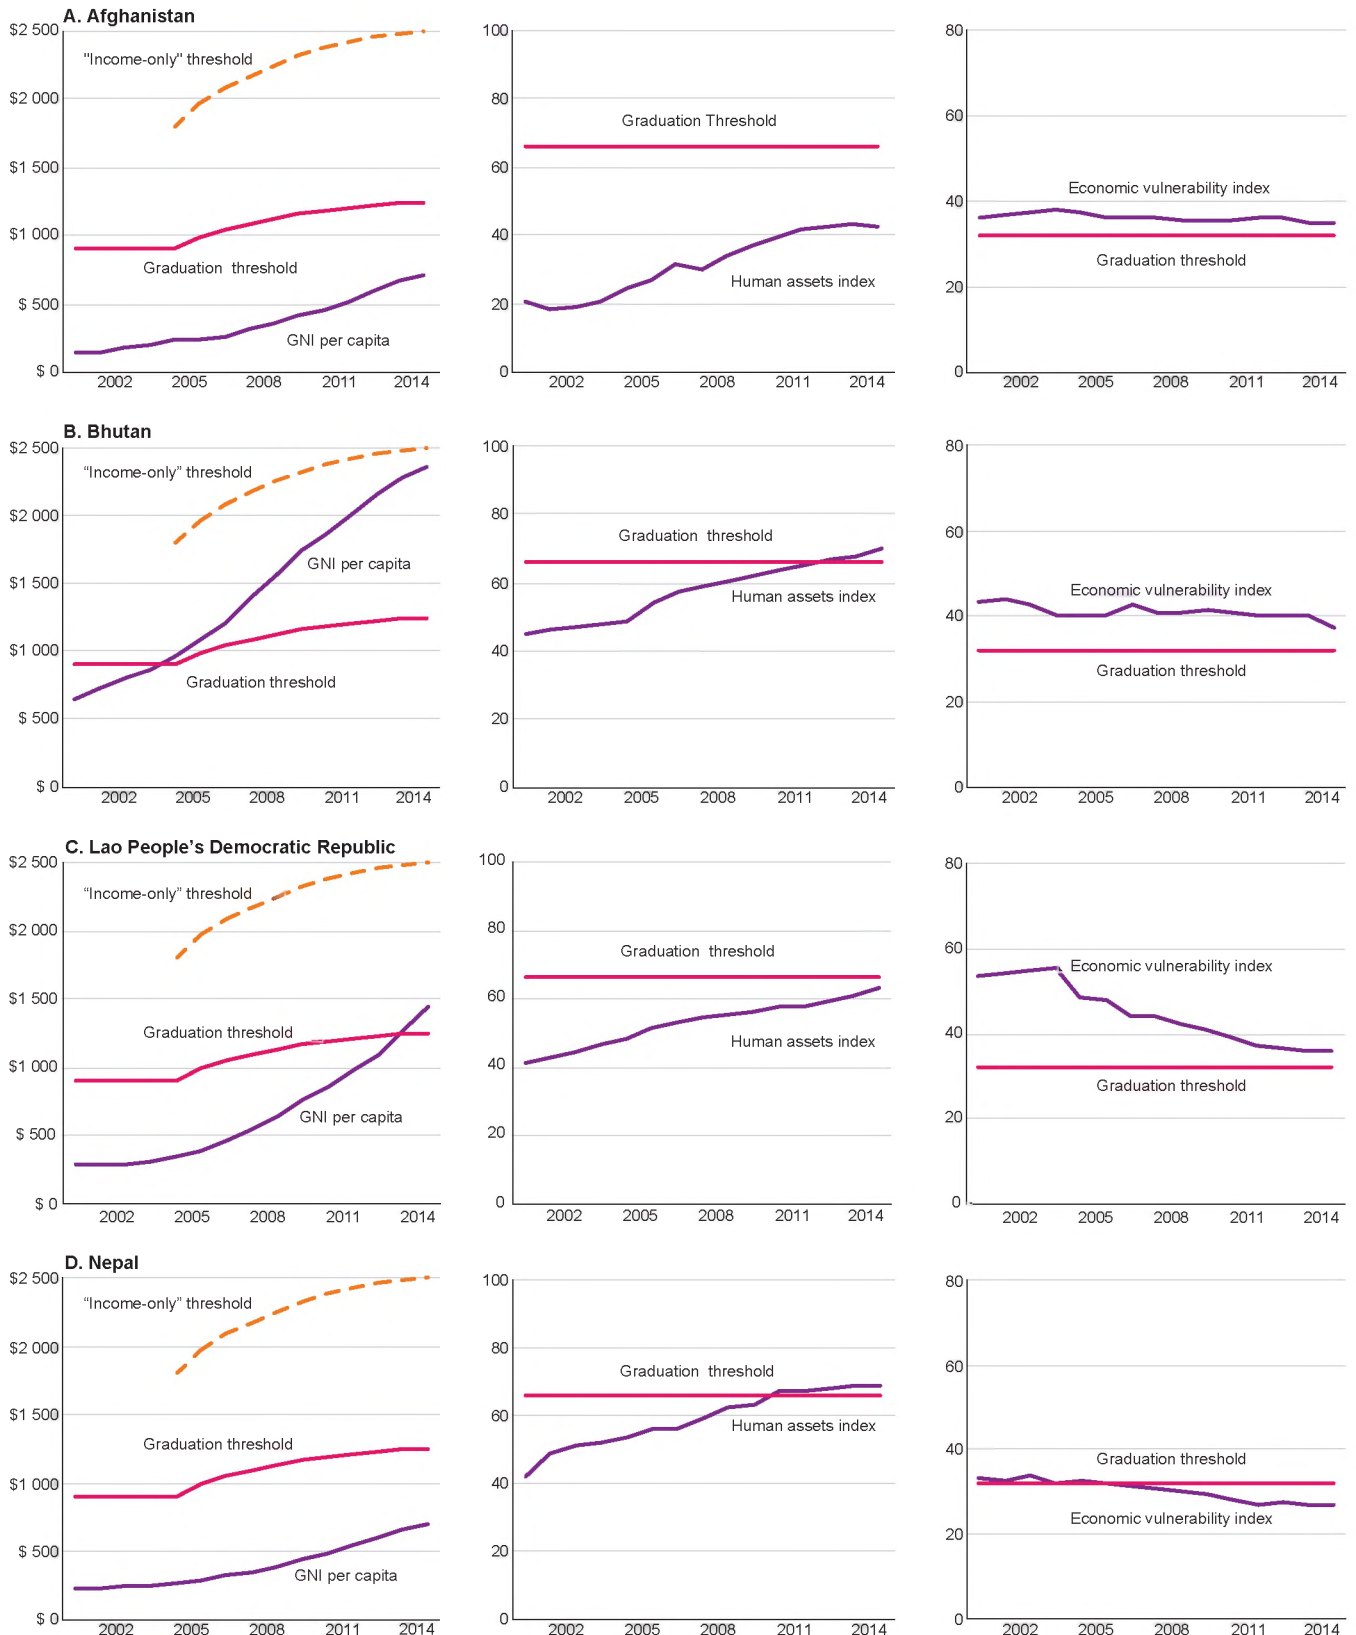 A. Afghanistan
$2 500
"Income-only" threshold
$2 000
$1 500
$1 000
Graduation threshold
$ 500
GNI per capita
$ 0
2002 2005 2008 2011 2014
100
80
Graduation Threshold
60
40
Human assets index
20
0
2002 2005 2008 2011 2014
80
60
Economic vulnerability index
40
Graduation threshold
20
0
2002 2005 2008 2011 2014
B. Bhutan
$2 500
“Income-only” threshold
$2 000
GNI per capita
$1 500
$1 000
Graduation threshold
$ 500
$ 0
2002 2005 2008 2011 2014
100
80
Graduation threshold
60
Human assets index
40
20
0
2002 2005 2008 2011 2014
80
60
Economic vulnerability index
40
Graduation threshold
20
0
2002 2005 2008 2011 2014
C. Lao People’s Democratic Republic
$2 500
“Income-only” threshold
$2 000
$1 500
Graduation threshold
$1 000
GNI per capita
$ 500
$ 0
2002 2005 2008 2011 2014
100
80
Graduation threshold
60
Human assets index
40
20
0
2002 2005 2008 2011 2014
80
60
Economic vulnerability index
40
Graduation threshold
20
0
2002 2005 2008 2011 2014
D. Nepal
$2 500
“Income-only” threshold
$2 000
$1 500
Graduation threshold
$1 000
$ 500
GNI per capita
$ 0
2002 2005 2008 2011 2014
100
80
Graduation threshold
60
Human assets index
40
20
0
2002 2005 2008 2011 2014
80
60
40
Graduation threshold
Economic vulnerability index
20
0
2002 2005 2008 2011 2014